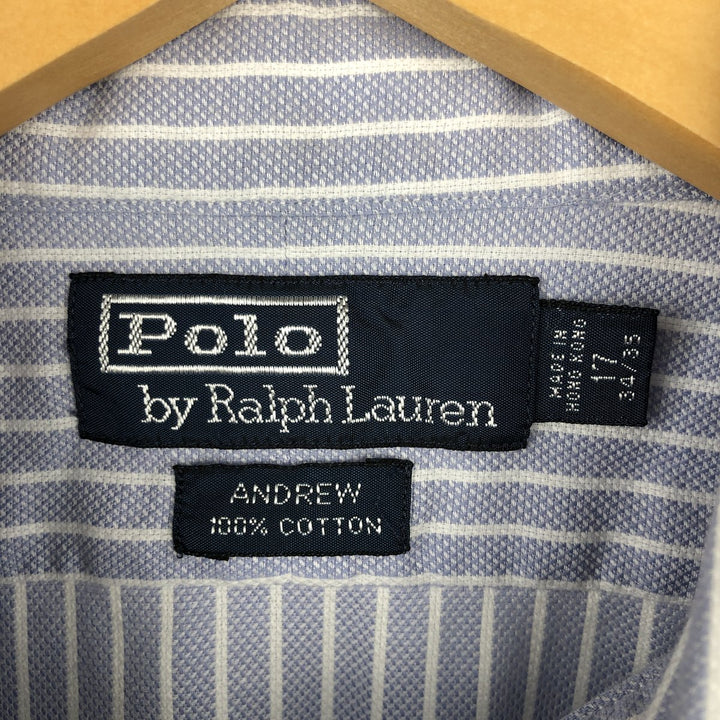 Polo
by Ralph Lauren
MADE IN
HONG KONG
17
34/35
ANDREW
100% COTTON